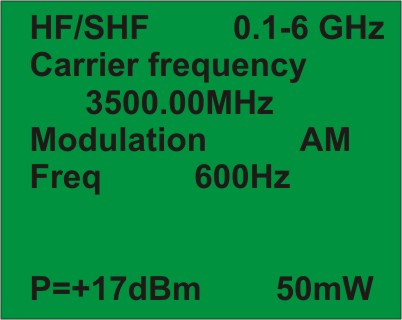 HF/SHF 0.1-6 GHz
Carrier frequency
3500.00MHz
Modulation AM
Freq 600Hz
P=+17dBm 50mW